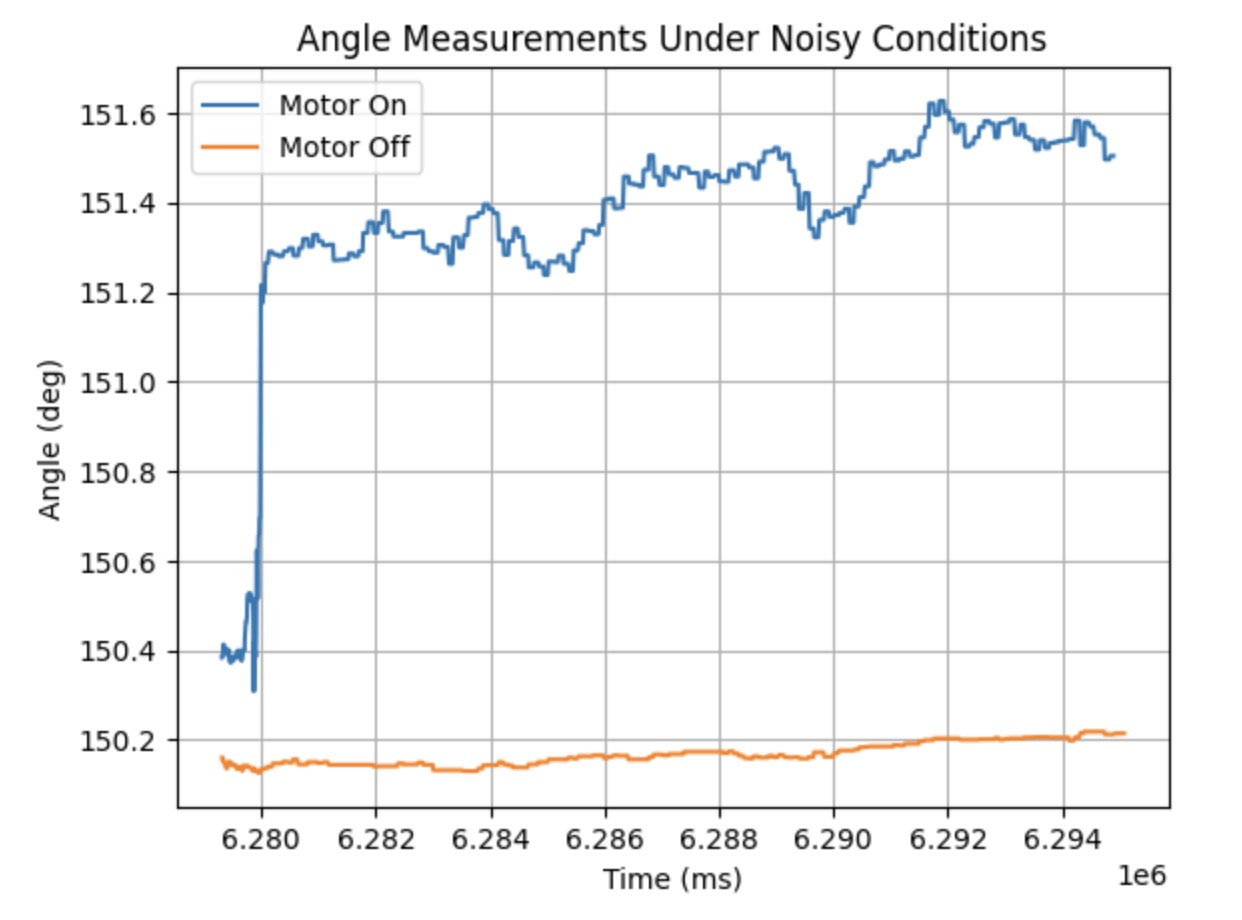 Angle Measurements Under Noisy Conditions
Motor On
Motor Off
151.6
151.4
151.2
151.0
150.8
150.6
150.4
150.2
Angle (deg)
6.280 6.282 6.284 6.286 6.288 6.290 6.292 6.294
Time (ms)
1e6